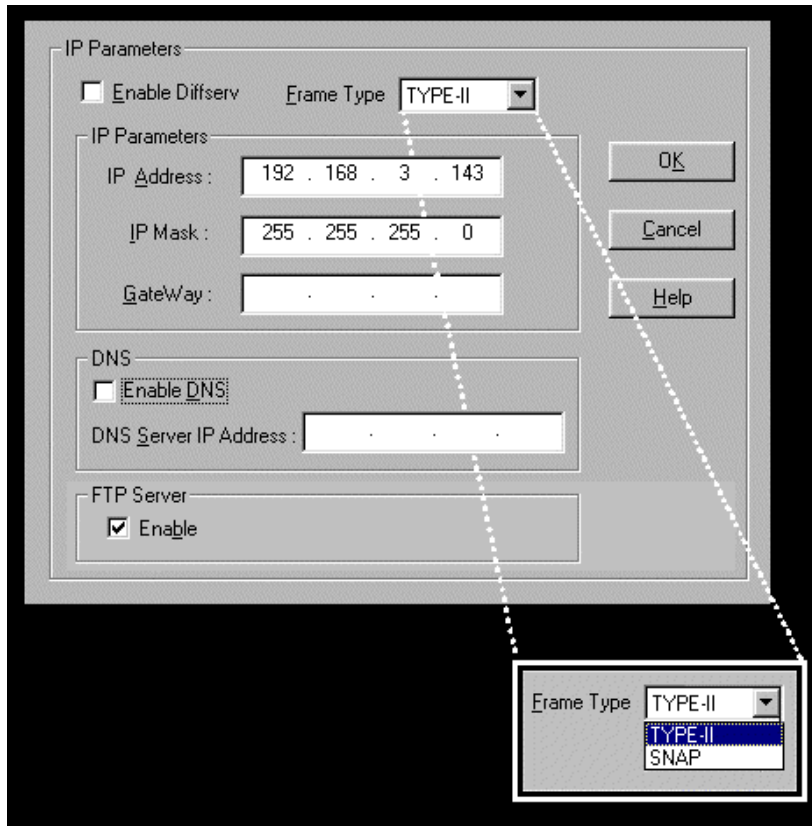 IP Parameters
Enable Diffserv Frame Type TYPE-II
IP Parameters
IP Address : 192 . 168 . 3 . 143
IP Mask : 255 . 255 . 255 . 0
GateWay : . . .
OK
Cancel
Help
DNS
Enable DNS
DNS Server IP Address : . . .
FTP Server
Enable
Frame Type TYPE-II
TYPE-II
SNAP